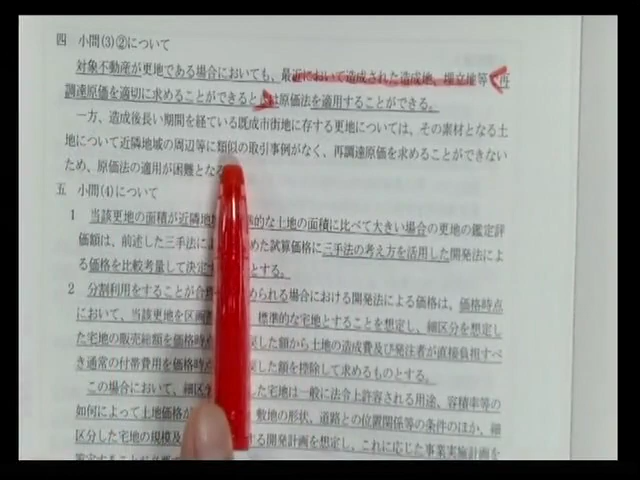 四 小問(3)②について
対象不動産が更地である場合においても、最近において造成された造成地、埋立地等、再
調達原価を適切に求めることができるときは原価法を適用することができる。
一方、造成後長い期間を経ている既成市街地に存する更地については、その素材となる土
地について近隣地域の周辺等に類似の取引事例がなく、再調達原価を求めることができない
ため、原価法の適用が困難とな
五 小問(4)について
1 当該更地の面積が近隣地 準的な土地の面積に比べて大きい場合の更地の鑑定評
価額は、前述した三手法によ めた試算価格に三手法の考え方を活用した開発法によ
る価格を比較考量して決定 とする。
2 分割利用をすることが合 められる場合における開発法による価格は、価格時点
において、当該更地を区画 標準的な宅地とすることを想定し、細区分を想定し
た宅地の販売総額を価格時点 戻した額から土地の造成費及び発注者が直接負担すべ
き通常の付帯費用を価格時点 戻した額を控除して求めるものとする。
この場合において、細区分 した宅地は一般に法令上許容される用途、容積率等の
如何によって土地価格が 敷地の形状、道路との位置関係等の条件のほか、細
区分した宅地の規模及 する開発計画を想定し、これに応じた事業実施計画を